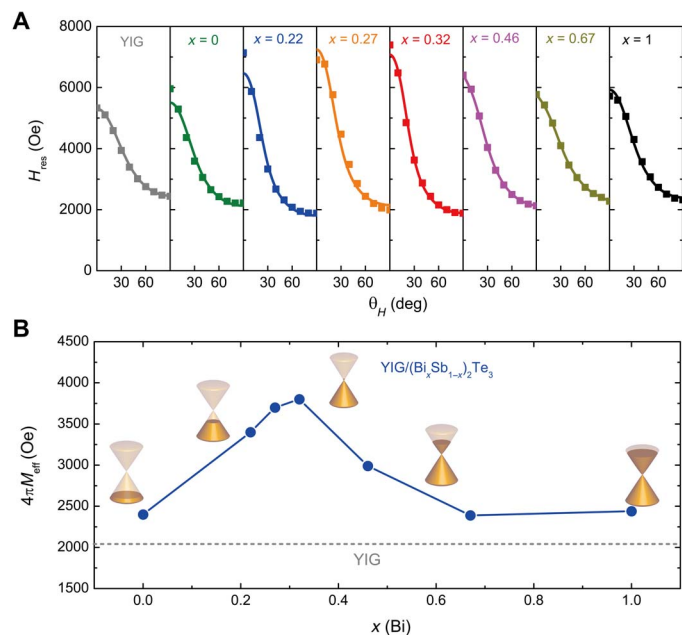 A
YIG
x = 0
x = 0.22
x = 0.27
x = 0.32
x = 0.46
x = 0.67
x = 1
8000
6000
4000
2000
0
Hres (Oe)
30 60 30 60 30 60 30 60 30 60 30 60 30 60 30 60
θH (deg)
B
4500
4000
3500
3000
2500
2000
1500
4πMeff (Oe)
YIG/(BixSb1–x)2Te3
YIG
0.0 0.2 0.4 0.6 0.8 1.0
x (Bi)